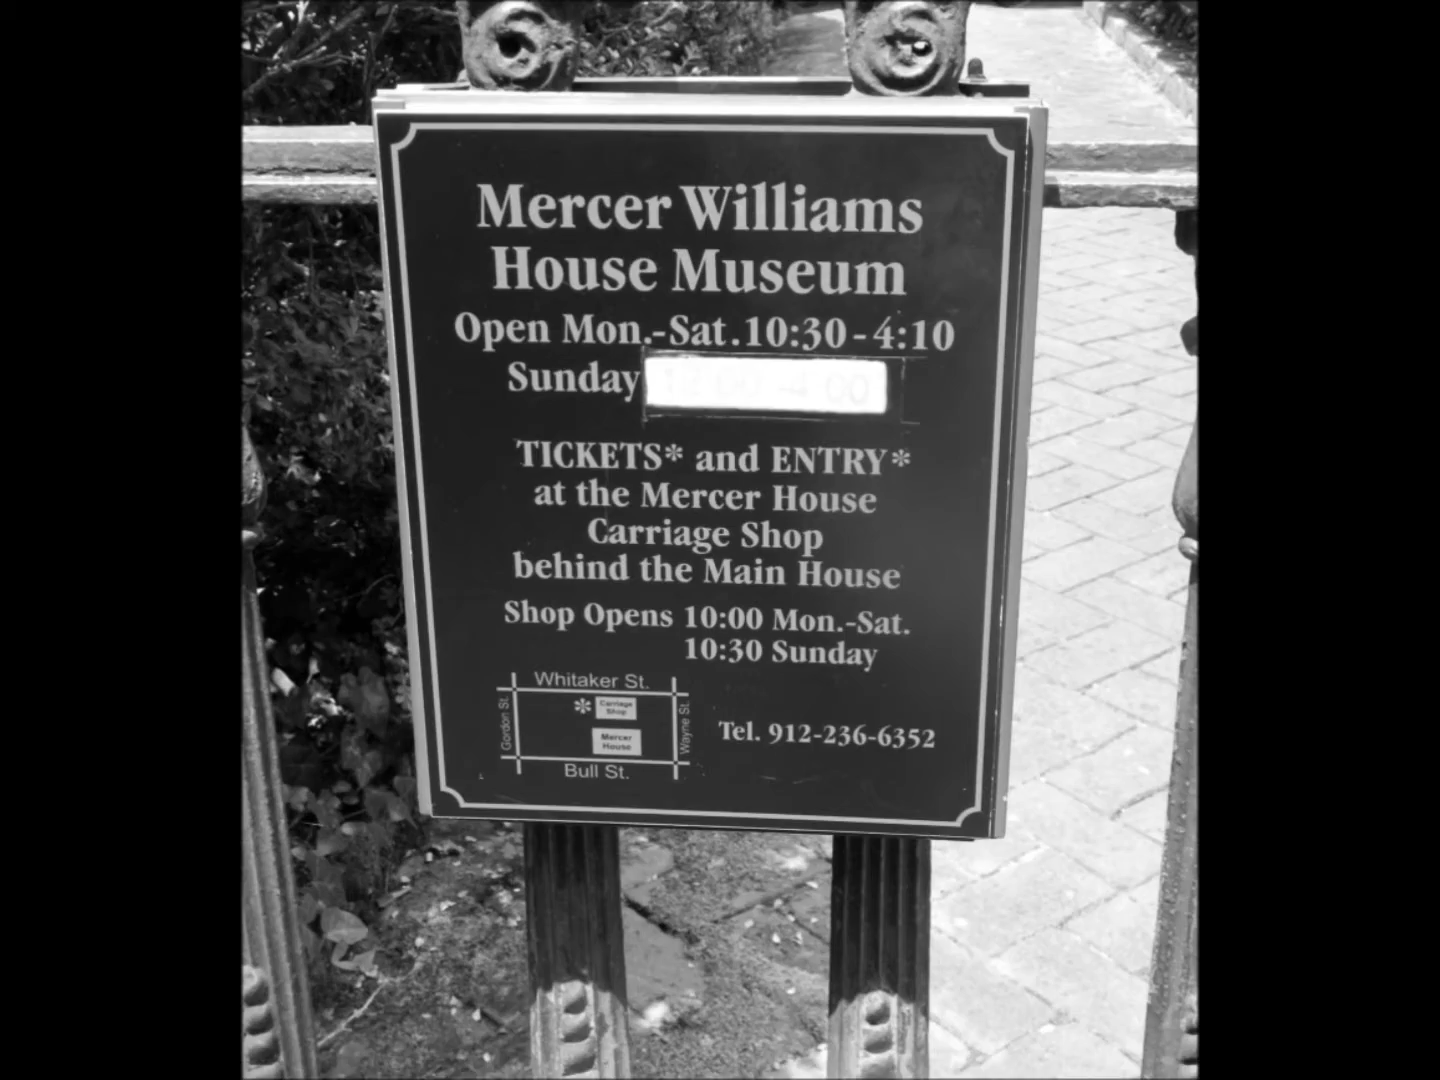 Mercer Williams
House Museum
Open Mon.-Sat. 10:30 - 4:10
Sunday
TICKETS* and ENTRY*
at the Mercer House
Carriage Shop
behind the Main House
Shop Opens 10:00 Mon.-Sat.
10:30 Sunday
Whitaker St.
Gordon St.
* Carriage
Shop
Wayne St.
Mercer
House
Bull St.
Tel. 912-236-6352